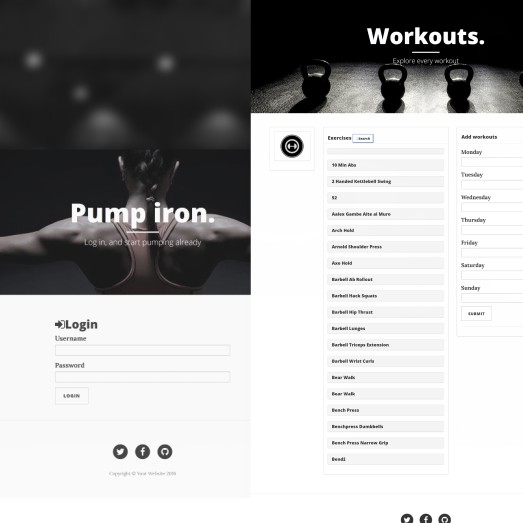 Pump iron.
Log in, and start pumping already
Login
Username
Password
LOGIN
Copyright © Your Website 2018
Workouts.
Explore every workout
Exercises Search
10 Min Abs
2 Handed Kettlebell Swing
52
Aalex Gambe Alte al Muro
Arch Hold
Arnold Shoulder Press
Axe Hold
Barbell Ab Rollout
Barbell Hack Squats
Barbell Hip Thrust
Barbell Lunges
Barbell Triceps Extension
Barbell Wrist Curls
Bear Walk
Bear Walk
Bench Press
Benchpress Dumbbells
Bench Press Narrow Grip
Bend2
Add workouts
Monday
Tuesday
Wednesday
Thursday
Friday
Saturday
Sunday
SUBMIT